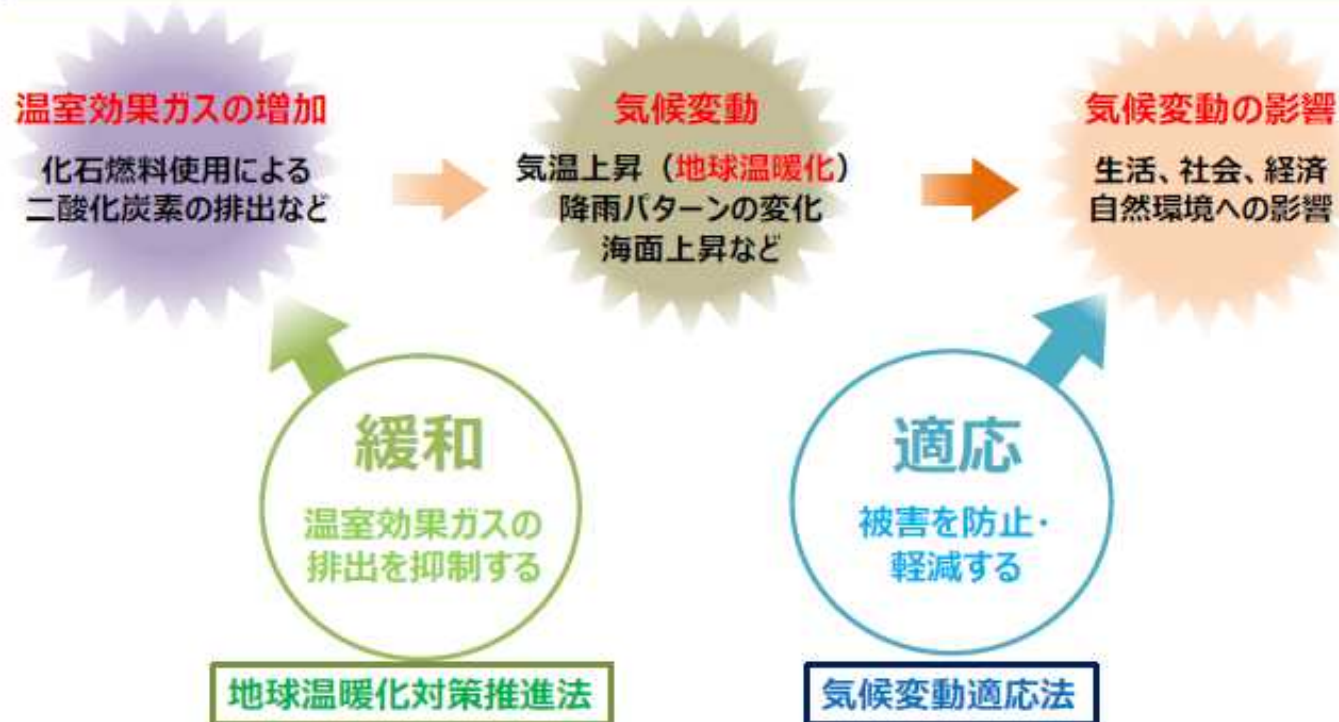 温室効果ガスの増加
化石燃料使用による
二酸化炭素の排出など
気候変動
気温上昇（地球温暖化）
降雨パターンの変化
海面上昇など
気候変動の影響
生活、社会、経済
自然環境への影響
緩和
温室効果ガスの
排出を抑制する
地球温暖化対策推進法
適応
被害を防止・
軽減する
気候変動適応法